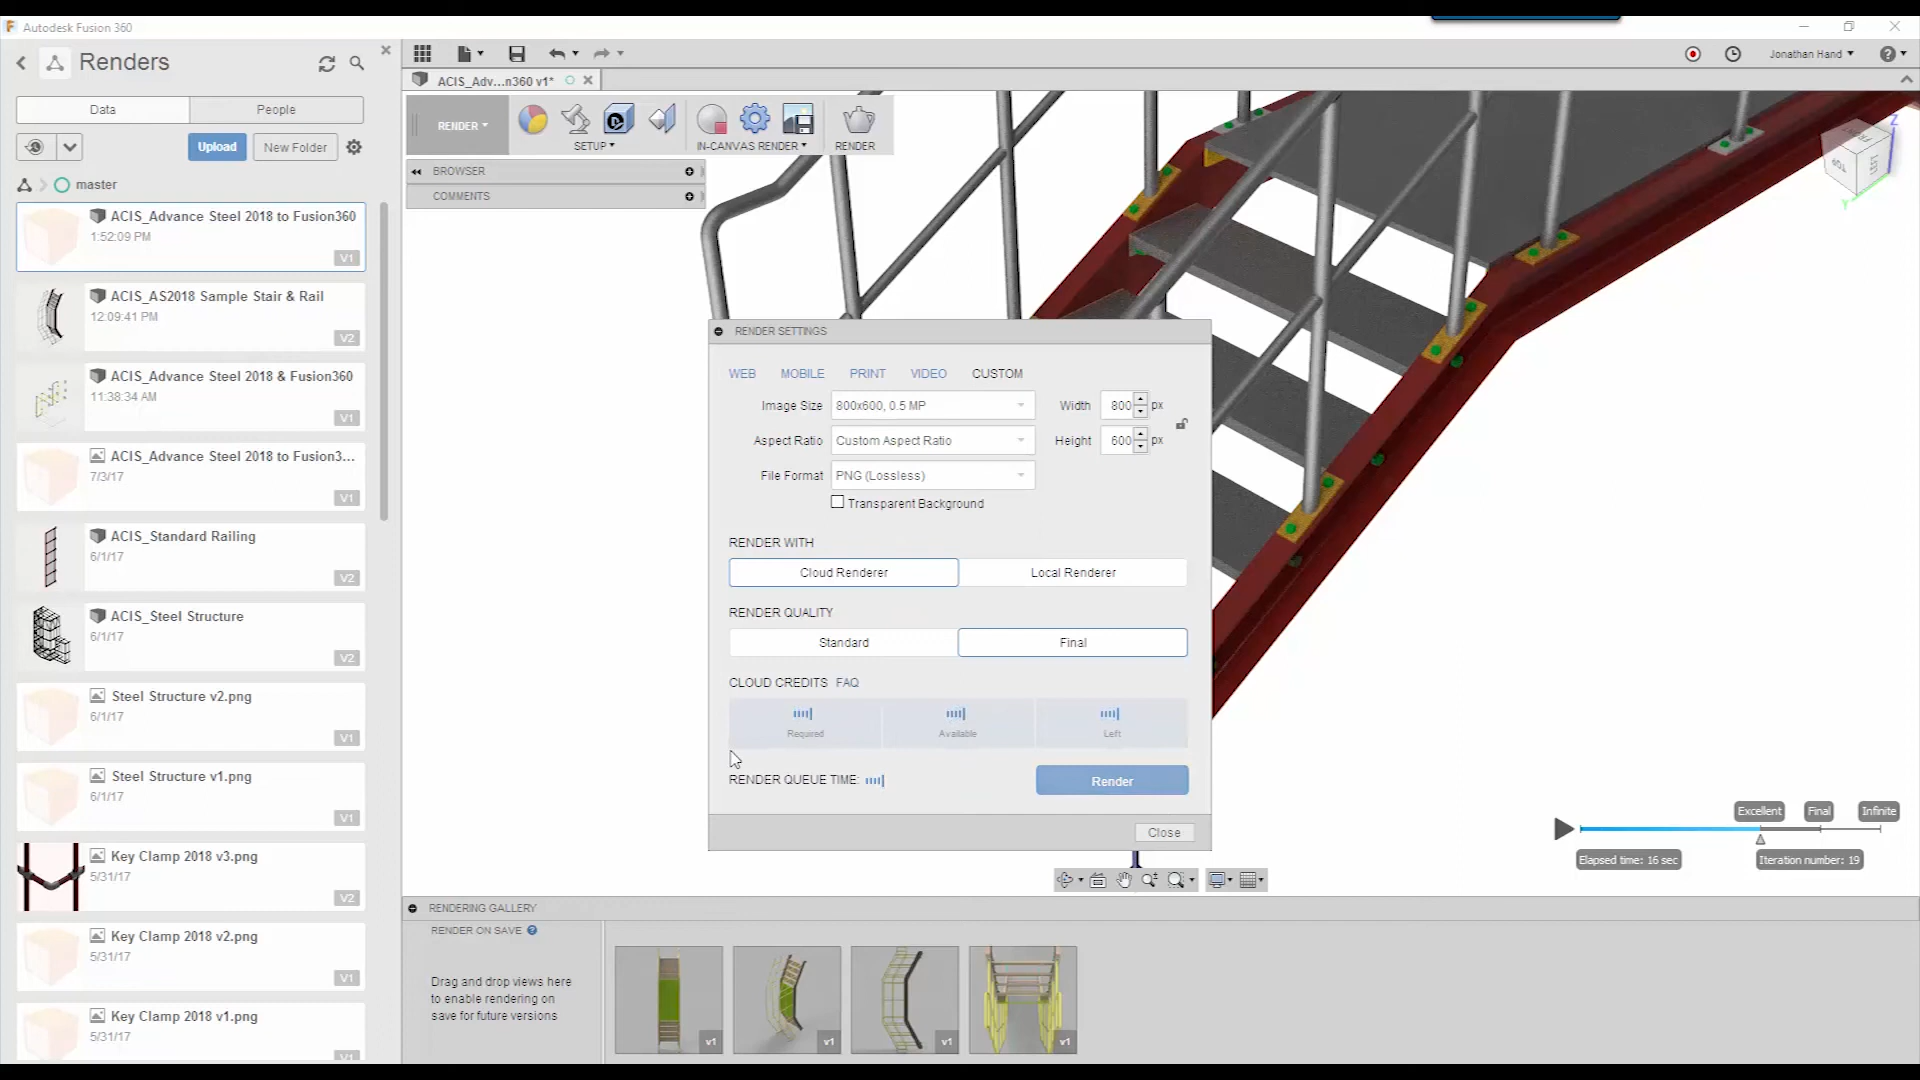 Autodesk Fusion 360
Renders
Data
People
Upload
New Folder
master
ACIS_Advance Steel 2018 to Fusion360
1:52:09 PM
V1
ACIS_AS2018 Sample Stair & Rail
12:09:41 PM
V2
ACIS_Advance Steel 2018 & Fusion360
11:38:34 AM
V1
ACIS_Advance Steel 2018 to Fusion3...
7/3/17
V1
ACIS_Standard Railing
6/1/17
V2
ACIS_Steel Structure
6/1/17
V2
Steel Structure v2.png
6/1/17
V1
Steel Structure v1.png
6/1/17
V1
Key Clamp 2018 v3.png
5/31/17
V2
Key Clamp 2018 v2.png
5/31/17
V1
Key Clamp 2018 v1.png
5/31/17
V1
Jonathan Hand
ACIS_Adv...n360 v1*
RENDER
SETUP
IN-CANVAS RENDER
RENDER
BROWSER
COMMENTS
FRONT
TOP
Z
Y
RENDER SETTINGS
WEB
MOBILE
PRINT
VIDEO
CUSTOM
Image Size
800x600, 0.5 MP
Width
800
px
Aspect Ratio
Custom Aspect Ratio
Height
600
px
File Format
PNG (Lossless)
Transparent Background
RENDER WITH
Cloud Renderer
Local Renderer
RENDER QUALITY
Standard
Final
CLOUD CREDITS FAQ
Required
Available
Left
RENDER QUEUE TIME:
Render
Close
Excellent
Final
Infinite
Elapsed time: 16 sec
Iteration number: 19
RENDERING GALLERY
RENDER ON SAVE
Drag and drop views here
to enable rendering on
save for future versions
v1
v1
v1
v1